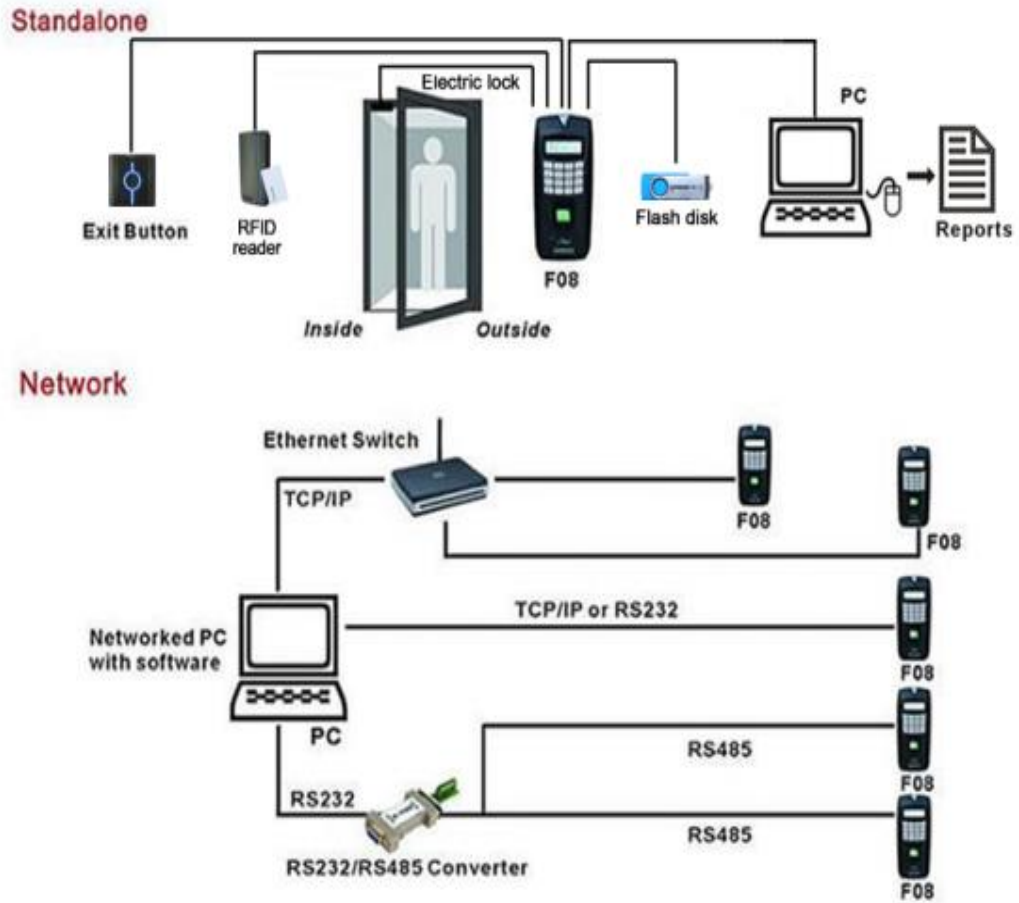 Standalone
Electric lock
PC
Exit Button
RFID
reader
F08
Flash disk
Reports
Inside
Outside
Network
Ethernet Switch
TCP/IP
F08
F08
TCP/IP or RS232
Networked PC
with software
F08
PC
RS485
RS232
F08
RS485
RS232/RS485 Converter
F08